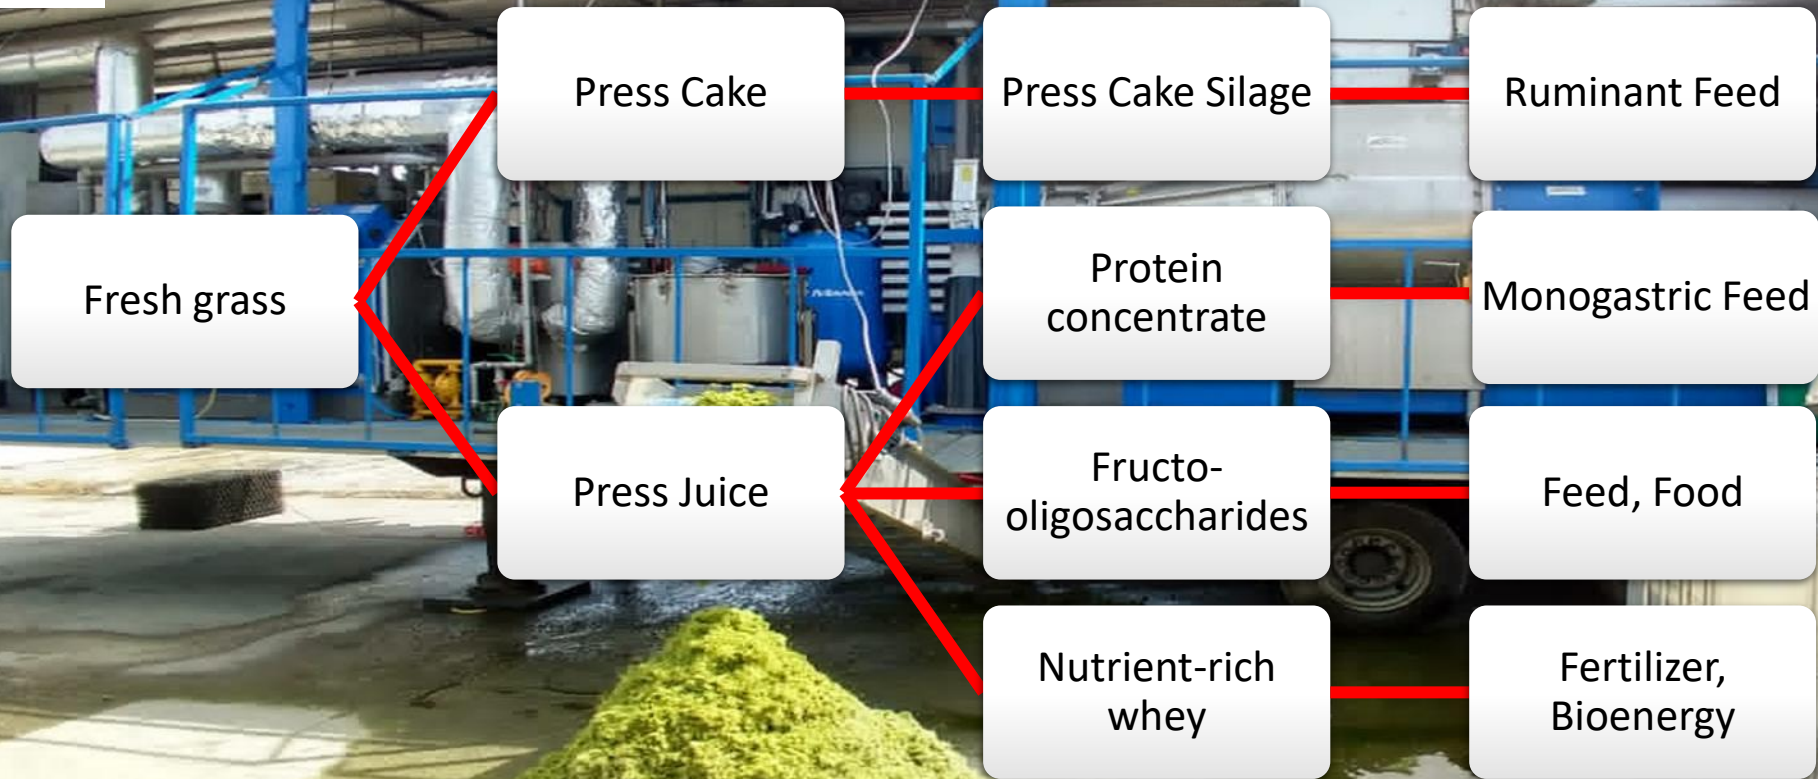 Press Cake
Press Cake Silage
Ruminant Feed
Fresh grass
Protein
concentrate
Monogastric Feed
Press Juice
Fructo-
oligosaccharides
Feed, Food
Nutrient-rich
whey
Fertilizer,
Bioenergy